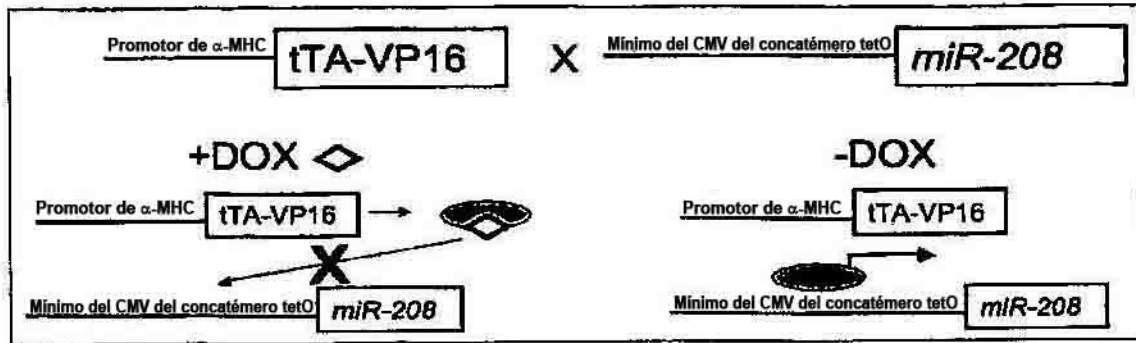 Promotor de α-MHC tTA-VP16 X Mínimo del CMV del concatémero tetO miR-208
+DOX
Promotor de α-MHC tTA-VP16
X
Mínimo del CMV del concatémero tetO miR-208
-DOX
Promotor de α-MHC tTA-VP16
Mínimo del CMV del concatémero tetO miR-208